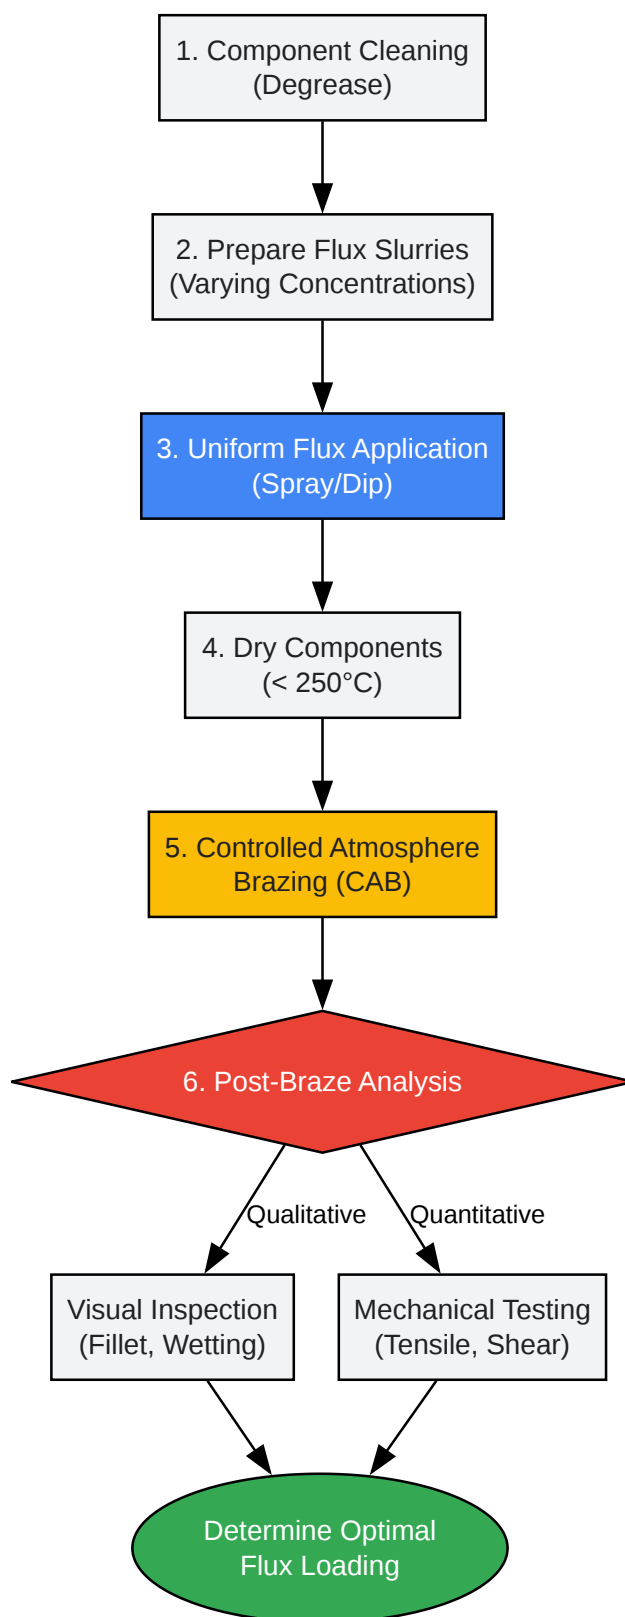 1. Component Cleaning
(Degrease)
2. Prepare Flux Slurries
(Varying Concentrations)
3. Uniform Flux Application
(Spray/Dip)
4. Dry Components
(< 250°C)
5. Controlled Atmosphere
Brazing (CAB)
6. Post-Braze Analysis
Qualitative
Quantitative
Visual Inspection
(Fillet, Wetting)
Mechanical Testing
(Tensile, Shear)
Determine Optimal
Flux Loading